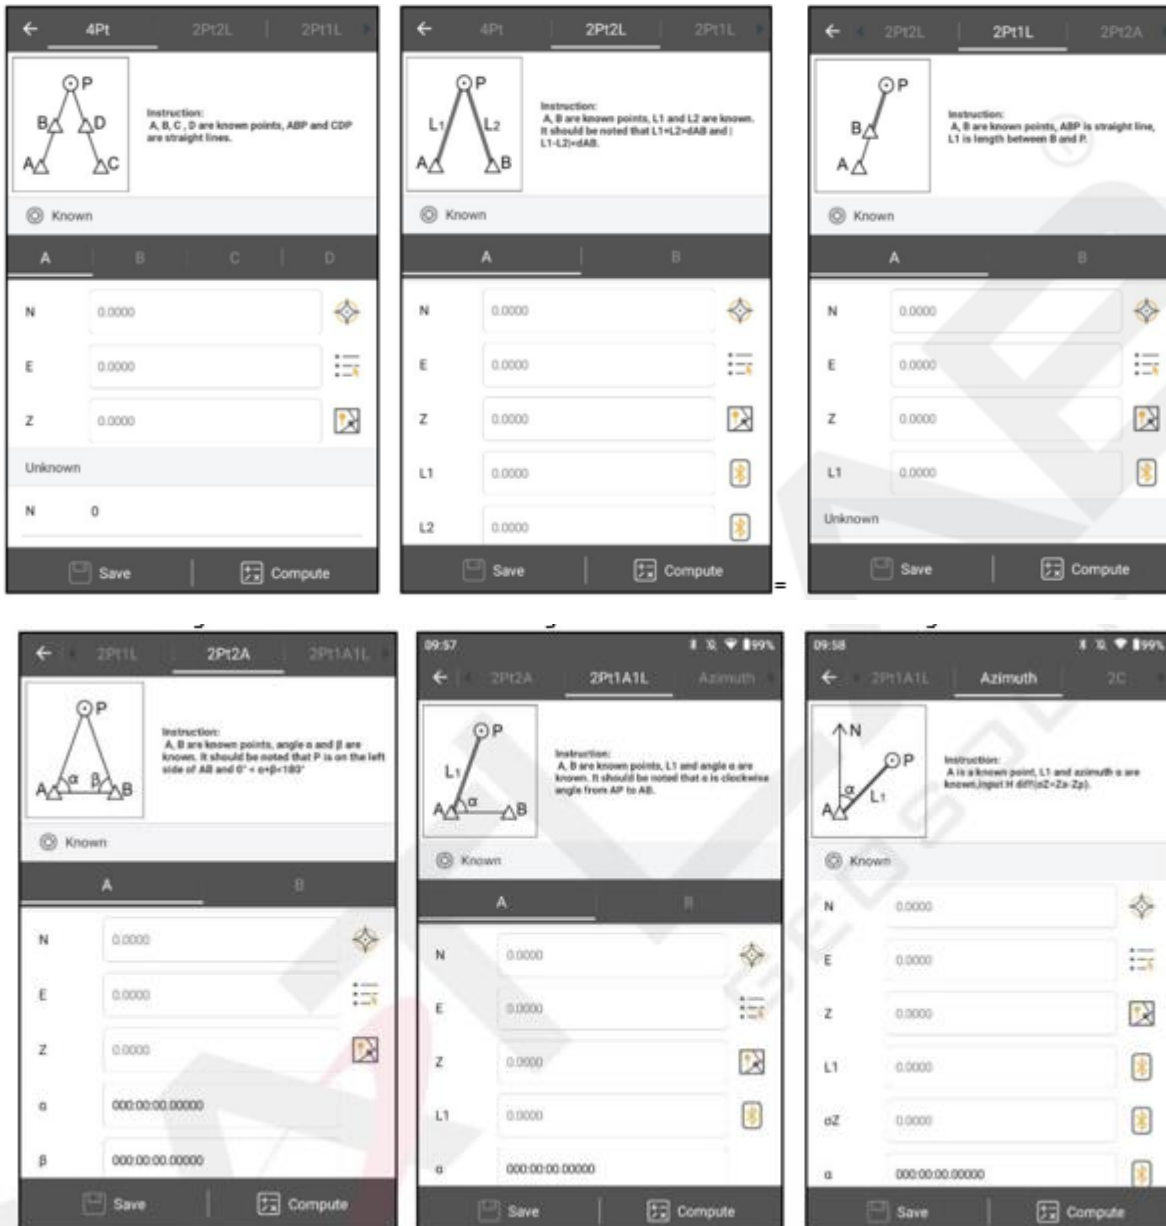 4Pt 2Pt2L 2Pt1L
P
B D
A C
Instruction:
A, B, C , D are known points, ABP and CDP
are straight lines.
Known
A B C D
N 0.0000
E 0.0000
Z 0.0000
Unknown
N 0
Save Compute
4Pt 2Pt2L 2Pt1L
P
L1 L2
A B
Instruction:
A, B are known points, L1 and L2 are known.
It should be noted that L1+L2>dAB and |
L1-L2|<dAB.
Known
A B
N 0.0000
E 0.0000
Z 0.0000
L1 0.0000
L2 0.0000
Save Compute
=
2Pt2L 2Pt1L 2Pt2A
P
B
A
Instruction:
A, B are known points, ABP is straight line,
L1 is length between B and P.
Known
A B
N 0.0000
E 0.0000
Z 0.0000
L1 0.0000
Unknown
Save Compute
2Pt1L 2Pt2A 2Pt1A1L
P
A α β B
Instruction:
A, B are known points, angle α and β are
known. It should be noted that P is on the left
side of AB and 0° < α+β<180°
Known
A B
N 0.0000
E 0.0000
Z 0.0000
α 000:00:00.00000
β 000:00:00.00000
Save Compute
09:57 99%
2Pt2A 2Pt1A1L Azimuth
P
L1
A α B
Instruction:
A, B are known points, L1 and angle α are
known. It should be noted that α is clockwise
angle from AP to AB.
Known
A B
N 0.0000
E 0.0000
Z 0.0000
L1 0.0000
α 000:00:00.00000
Save Compute
09:58 99%
2Pt1A1L Azimuth 2C
N
P
α
A L1
Instruction:
A is a known point, L1 and azimuth α are
known,input H diff(σZ=Za-Zp).
Known
N 0.0000
E 0.0000
Z 0.0000
L1 0.0000
σZ 0.0000
α 000:00:00.00000
Save Compute